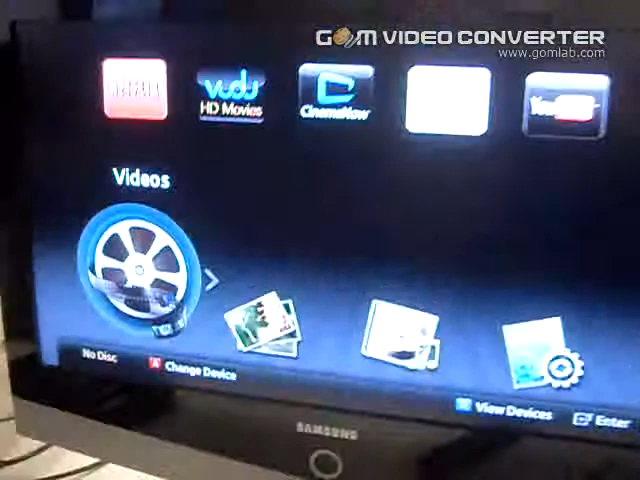 GOM VIDEO CONVERTER
www.gomlab.com
vudu
HD Movies
CinemaNow
YouTube
Videos
No Disc
A Change Device
View Devices
Enter
SAMSUNG